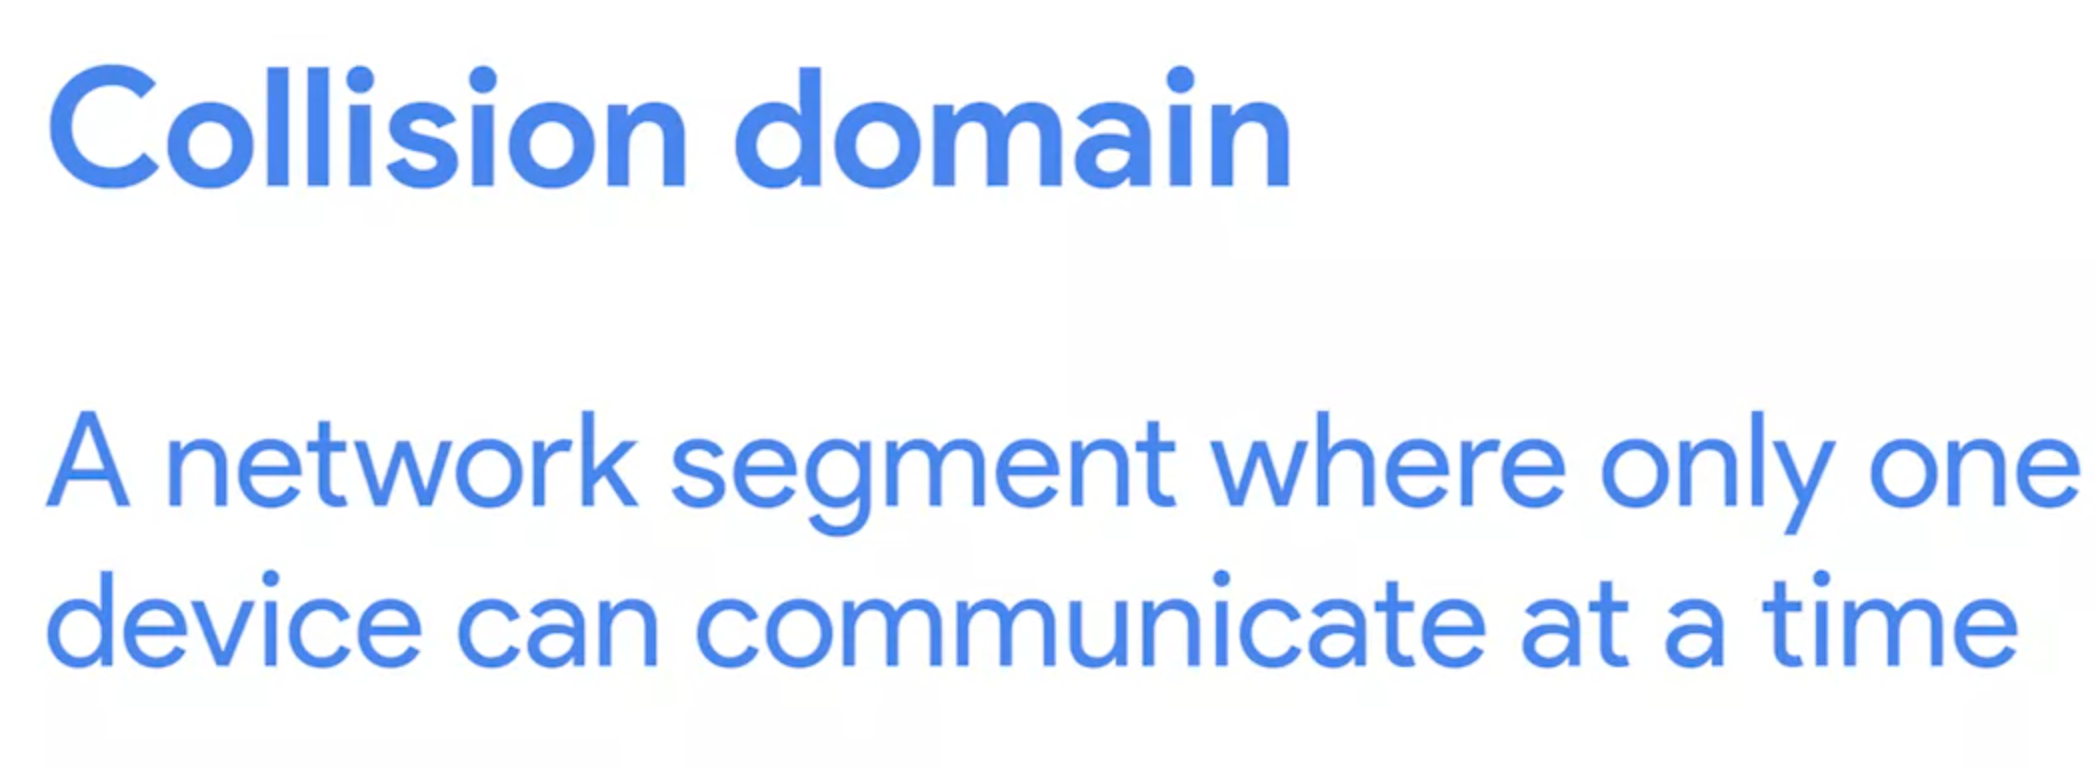 Collision domain
A network segment where only one
device can communicate at a time